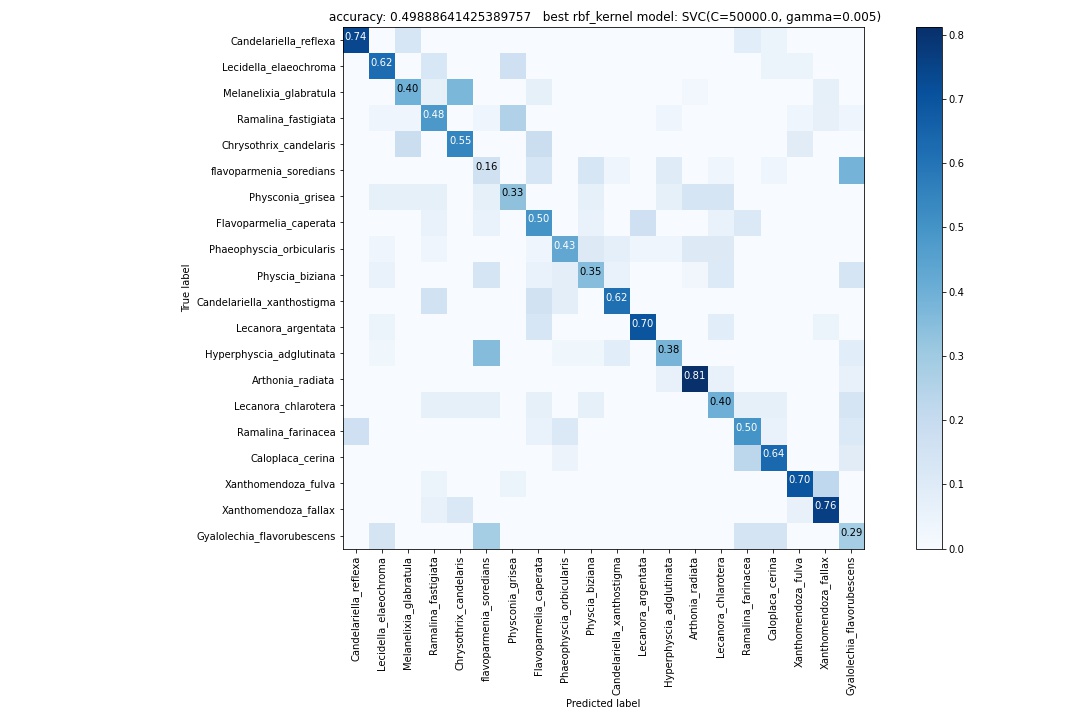 accuracy: 0.49888641425389757   best rbf_kernel model: SVC(C=50000.0, gamma=0.005)
True label
Candelariella_reflexa
Lecidella_elaeochroma
Melanelixia_glabratula
Ramalina_fastigiata
Chrysothrix_candelaris
flavoparmenia_soredians
Physconia_grisea
Flavoparmelia_caperata
Phaeophyscia_orbicularis
Physcia_biziana
Candelariella_xanthostigma
Lecanora_argentata
Hyperphyscia_adglutinata
Arthonia_radiata
Lecanora_chlarotera
Ramalina_farinacea
Caloplaca_cerina
Xanthomendoza_fulva
Xanthomendoza_fallax
Gyalolechia_flavorubescens
0.74
0.62
0.40
0.48
0.55
0.16
0.33
0.50
0.43
0.35
0.62
0.70
0.38
0.81
0.40
0.50
0.64
0.70
0.76
0.29
Candelariella_reflexa
Lecidella_elaeochroma
Melanelixia_glabratula
Ramalina_fastigiata
Chrysothrix_candelaris
flavoparmenia_soredians
Physconia_grisea
Flavoparmelia_caperata
Phaeophyscia_orbicularis
Physcia_biziana
Candelariella_xanthostigma
Lecanora_argentata
Hyperphyscia_adglutinata
Arthonia_radiata
Lecanora_chlarotera
Ramalina_farinacea
Caloplaca_cerina
Xanthomendoza_fulva
Xanthomendoza_fallax
Gyalolechia_flavorubescens
Predicted label
0.8
0.7
0.6
0.5
0.4
0.3
0.2
0.1
0.0